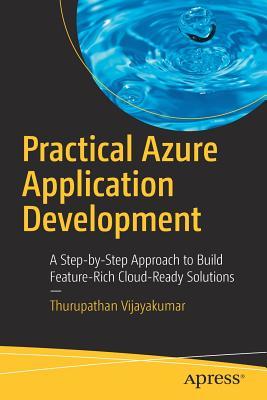 Practical Azure
Application
Development
A Step-by-Step Approach to Build
Feature-Rich Cloud-Ready Solutions
—
Thurupathan Vijayakumar
Apress®